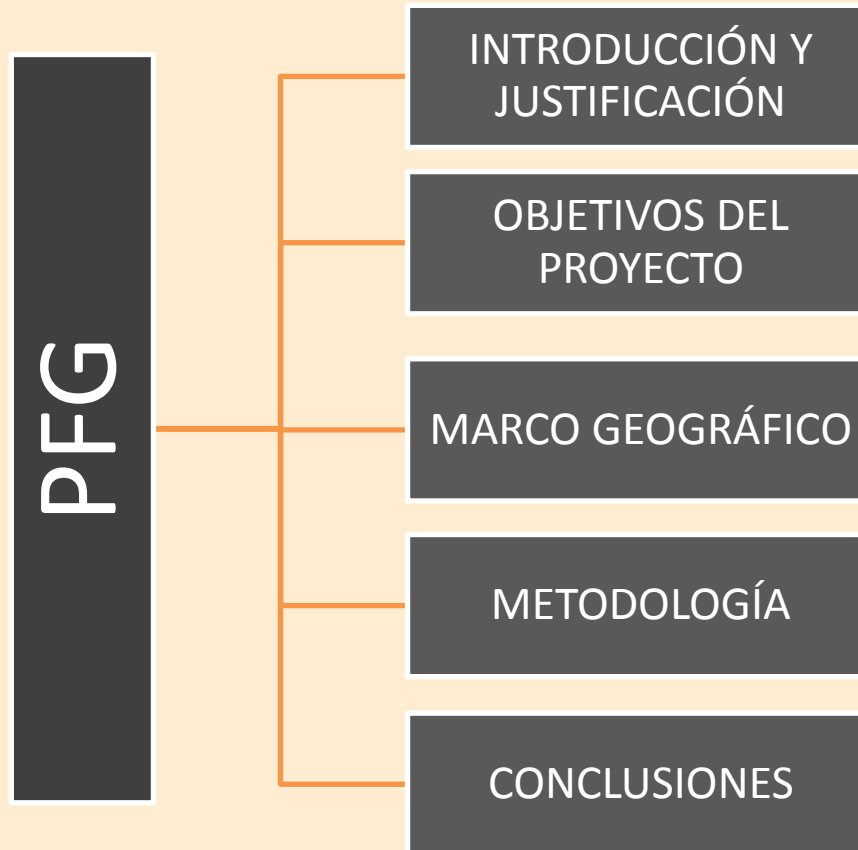 PFG
INTRODUCCIÓN Y
JUSTIFICACIÓN
OBJETIVOS DEL
PROYECTO
MARCO GEOGRÁFICO
METODOLOGÍA
CONCLUSIONES